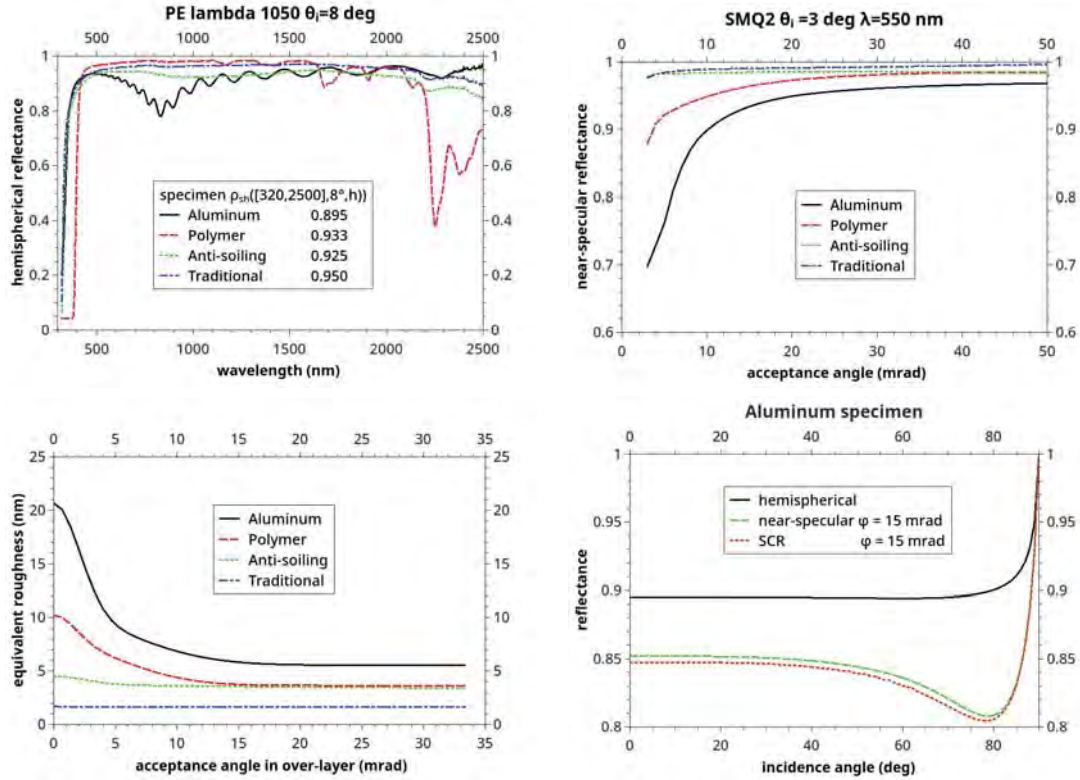 PE lambda 1050 θᵢ=8 deg
500 1000 1500 2000 2500
1 1
0.8 0.8
0.6 0.6
0.4 0.4
0.2 0.2
0 0
hemispherical reflectance
specimen ρsh([320,2500],8°,h))
Aluminum 0.895
Polymer 0.933
Anti-soiling 0.925
Traditional 0.950
500 1000 1500 2000 2500
wavelength (nm)
SMQ2 θᵢ =3 deg λ=550 nm
0 10 20 30 40 50
1 1
0.9 0.9
0.8 0.8
0.7 0.7
0.6 0.6
near-specular reflectance
Aluminum
Polymer
Anti-soiling
Traditional
0 10 20 30 40 50
acceptance angle (mrad)
0 5 10 15 20 25 30 35
25 25
20 20
15 15
10 10
5 5
0 0
equivalent roughness (nm)
Aluminum
Polymer
Anti-soiling
Traditional
0 5 10 15 20 25 30 35
acceptance angle in over-layer (mrad)
Aluminum specimen
0 20 40 60 80
1 1
0.95 0.95
0.9 0.9
0.85 0.85
0.8 0.8
reflectance
hemispherical
near-specular φ = 15 mrad
SCR φ = 15 mrad
0 20 40 60 80
incidence angle (deg)